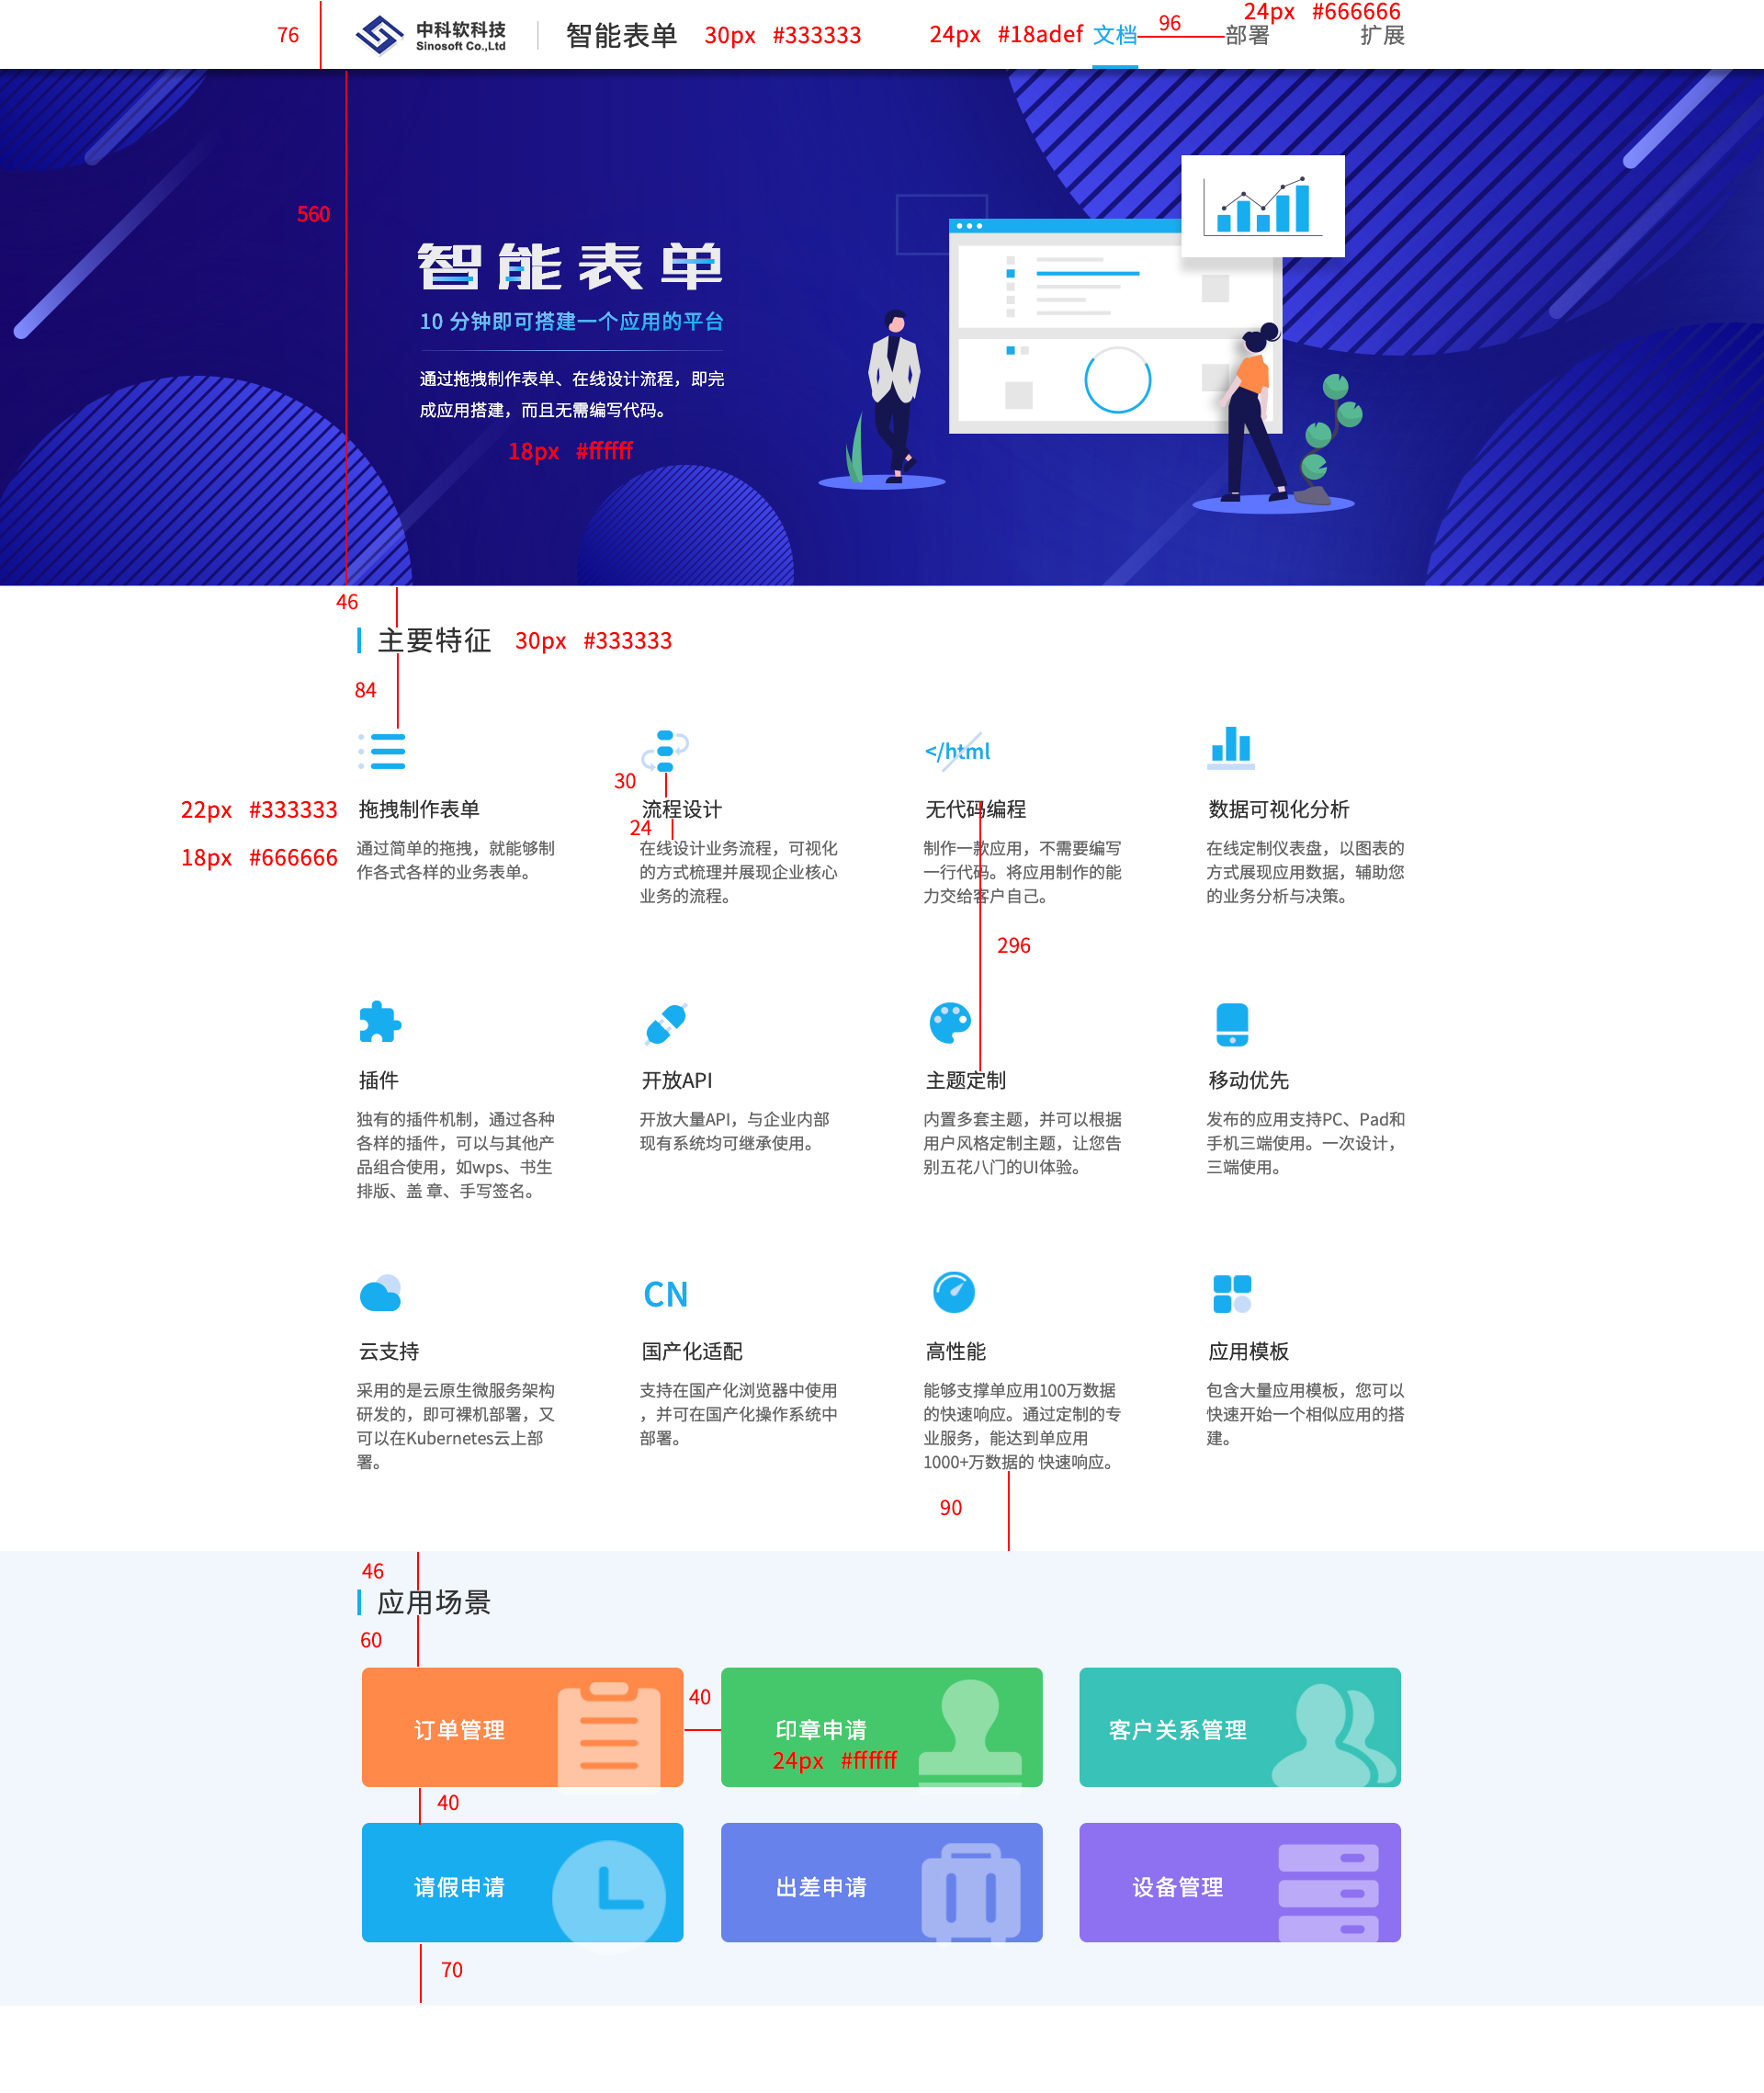 76
中科软科技
Sinosoft Co.,Ltd
智能表单
30px #333333
24px #18adef
文档
96
24px #666666
部署
扩展
560
智能表单
10 分钟即可搭建一个应用的平台
通过拖拽制作表单、在线设计流程，即完
成应用搭建，而且无需编写代码。
18px #ffffff
46
主要特征
30px #333333
84
</html
30
22px #333333
拖拽制作表单
18px #666666
通过简单的拖拽，就能够制
作各式各样的业务表单。
流程设计
24
在线设计业务流程，可视化
的方式梳理并展现企业核心
业务的流程。
无代码编程
制作一款应用，不需要编写
一行代码。将应用制作的能
力交给客户自己。
数据可视化分析
在线定制仪表盘，以图表的
方式展现应用数据，辅助您
的业务分析与决策。
296
插件
独有的插件机制，通过各种
各样的插件，可以与其他产
品组合使用，如wps、书生
排版、盖 章、手写签名。
开放API
开放大量API，与企业内部
现有系统均可继承使用。
主题定制
内置多套主题，并可以根据
用户风格定制主题，让您告
别五花八门的UI体验。
移动优先
发布的应用支持PC、Pad和
手机三端使用。一次设计，
三端使用。
云支持
采用的是云原生微服务架构
研发的，即可裸机部署，又
可以在Kubernetes云上部
署。
CN
国产化适配
支持在国产化浏览器中使用
，并可在国产化操作系统中
部署。
高性能
能够支撑单应用100万数据
的快速响应。通过定制的专
业服务，能达到单应用
1000+万数据的 快速响应。
应用模板
包含大量应用模板，您可以
快速开始一个相似应用的搭
建。
90
46
应用场景
60
订单管理
40
印章申请
24px #ffffff
客户关系管理
40
请假申请
出差申请
设备管理
70